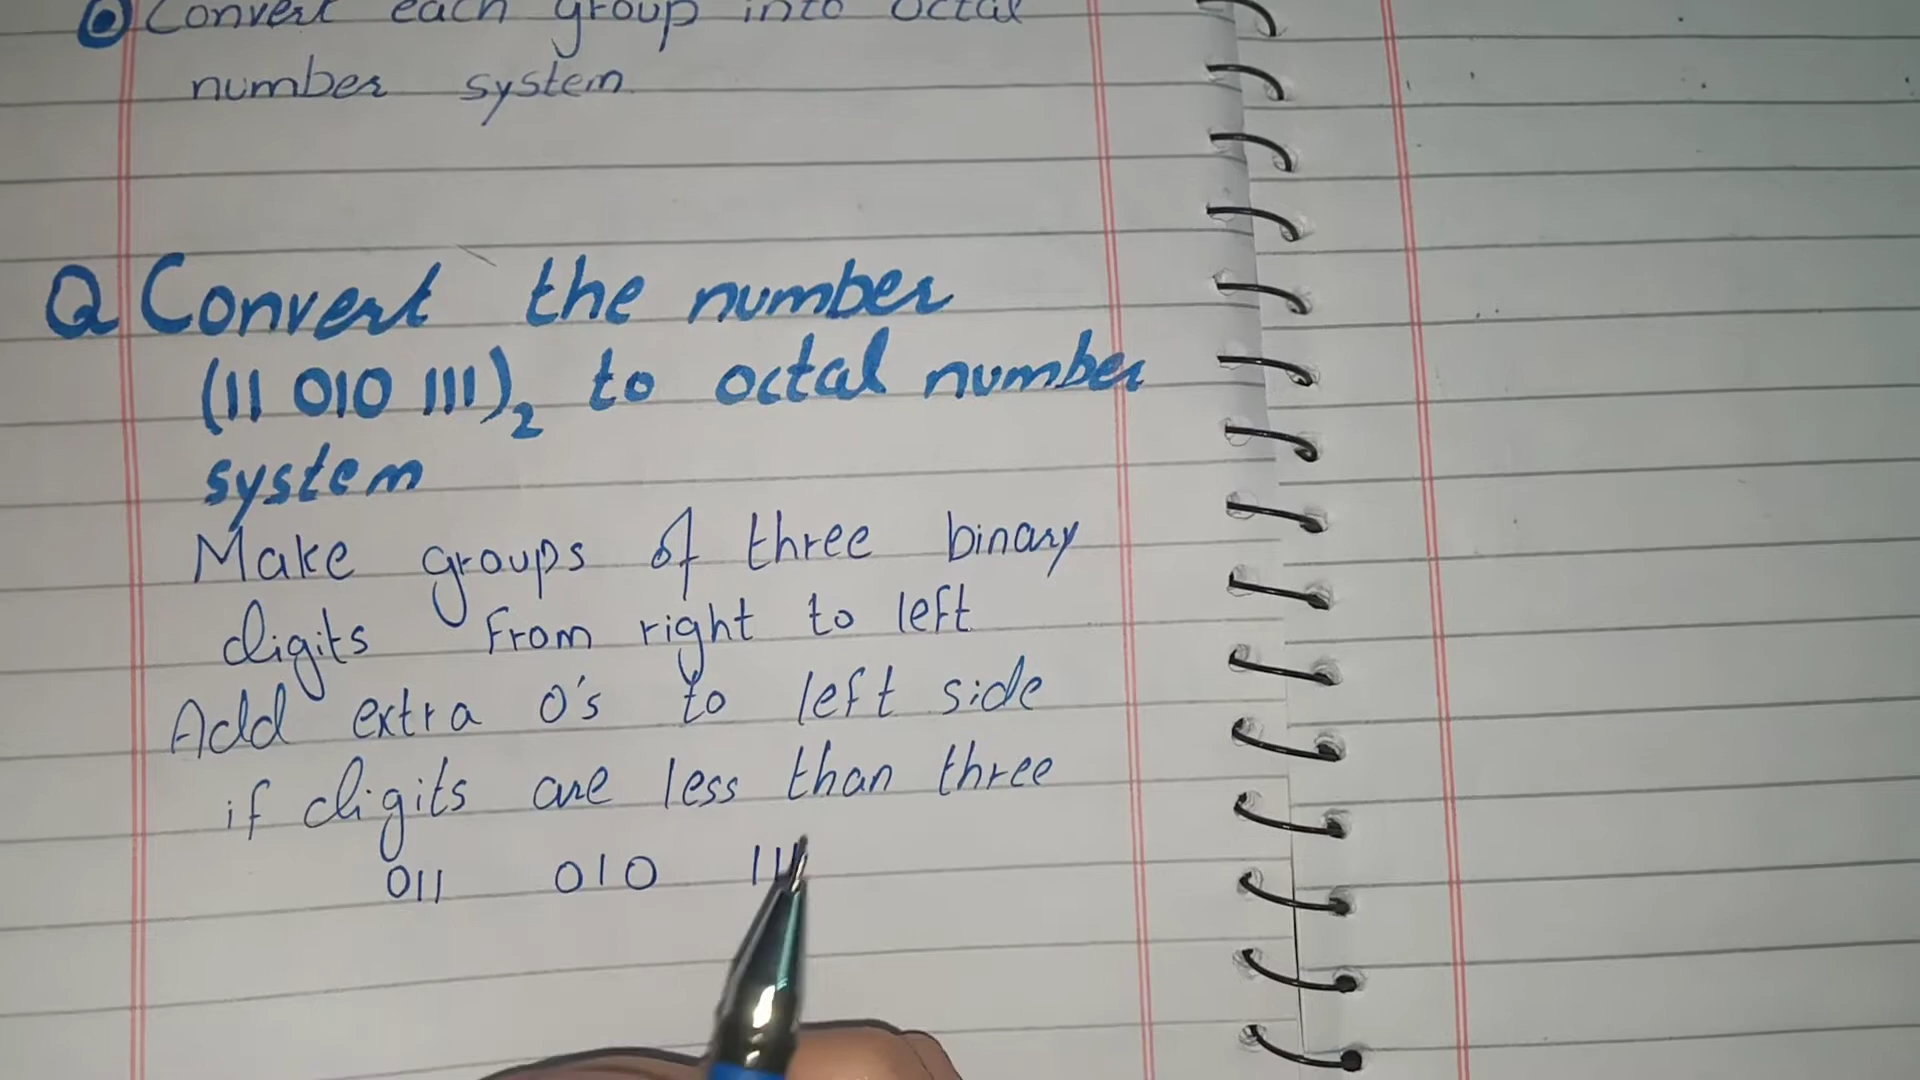 Convert each group into octal
number system
Q Convert the number
(11 010 111)₂ to octal number
system
Make groups of three binary
digits From right to left
Add extra 0's to left side
if digits are less than three
011 010 111